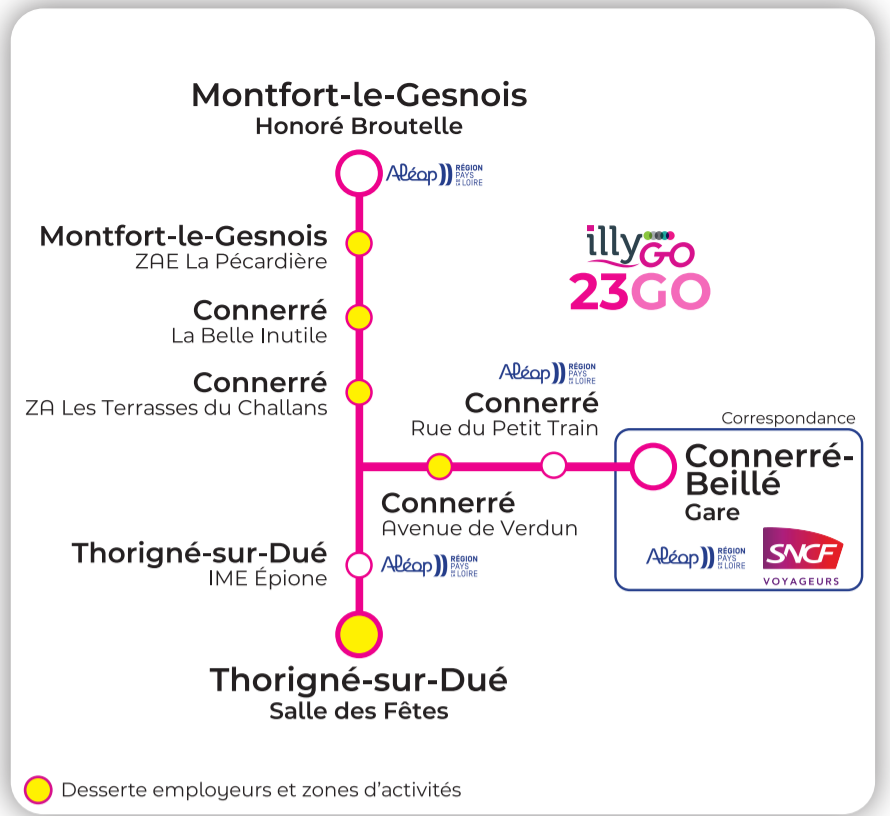 Montfort-le-Gesnois
Honoré Broutelle
Aléop RÉGION PAYS DE LA LOIRE
Montfort-le-Gesnois
ZAE La Pécardière
illyGO
23GO
Connerré
La Belle Inutile
Connerré
ZA Les Terrasses du Challans
Aléop RÉGION PAYS DE LA LOIRE
Connerré
Rue du Petit Train
Correspondance
Connerré-
Beillé
Gare
Aléop RÉGION PAYS DE LA LOIRE
SNCF
VOYAGEURS
Connerré
Avenue de Verdun
Thorigné-sur-Dué
IME Épione
Aléop RÉGION PAYS DE LA LOIRE
Thorigné-sur-Dué
Salle des Fêtes
Desserte employeurs et zones d'activités